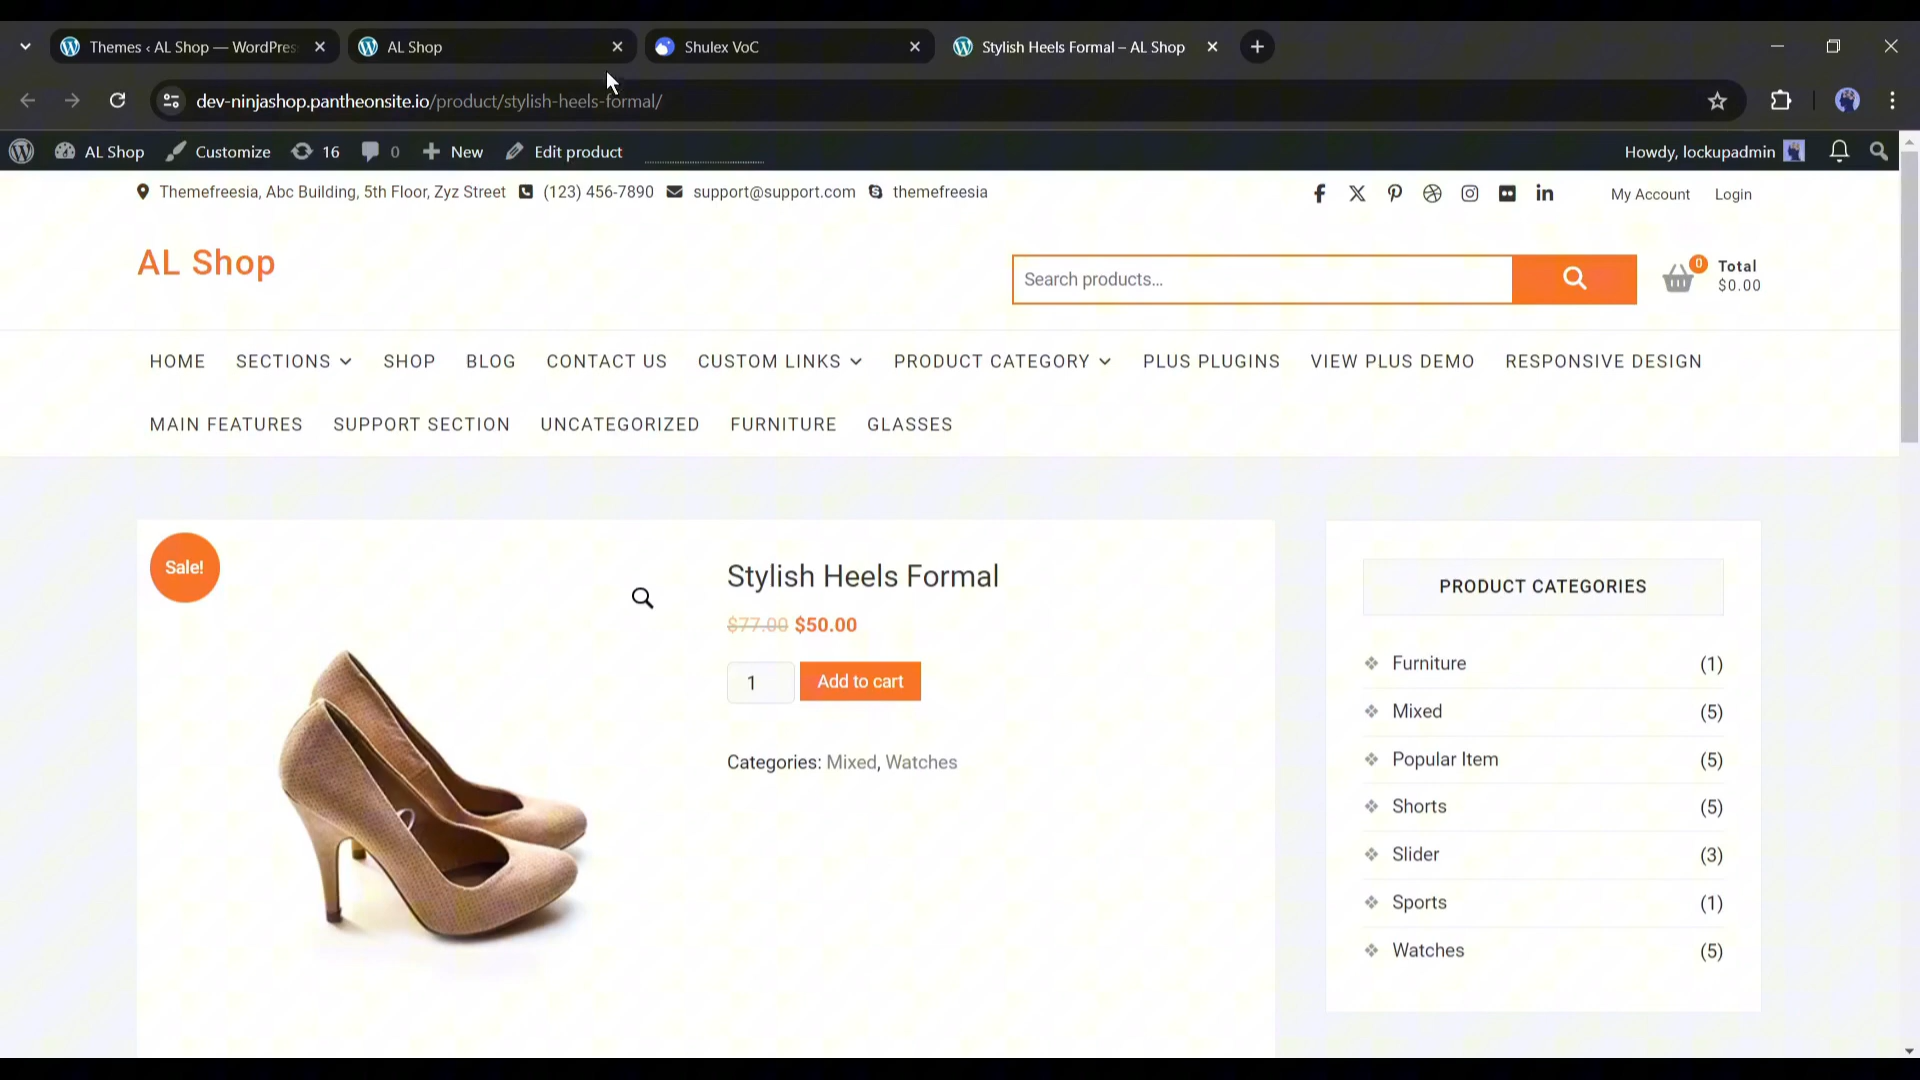 Themes ‹ AL Shop — WordPres
AL Shop
Shulex VoC
Stylish Heels Formal – AL Shop
dev-ninjashop.pantheonsite.io/product/stylish-heels-formal/
AL Shop
Customize
16
0
New
Edit product
Howdy, lockupadmin
Themefreesia, Abc Building, 5th Floor, Zyz Street
(123) 456-7890
support@support.com
themefreesia
My Account
Login
AL Shop
Search products…
0
Total
$0.00
HOME
SECTIONS
SHOP
BLOG
CONTACT US
CUSTOM LINKS
PRODUCT CATEGORY
PLUS PLUGINS
VIEW PLUS DEMO
RESPONSIVE DESIGN
MAIN FEATURES
SUPPORT SECTION
UNCATEGORIZED
FURNITURE
GLASSES
Sale!
Stylish Heels Formal
$77.00 $50.00
1
Add to cart
Categories: Mixed, Watches
PRODUCT CATEGORIES
Furniture (1)
Mixed (5)
Popular Item (5)
Shorts (5)
Slider (3)
Sports (1)
Watches (5)